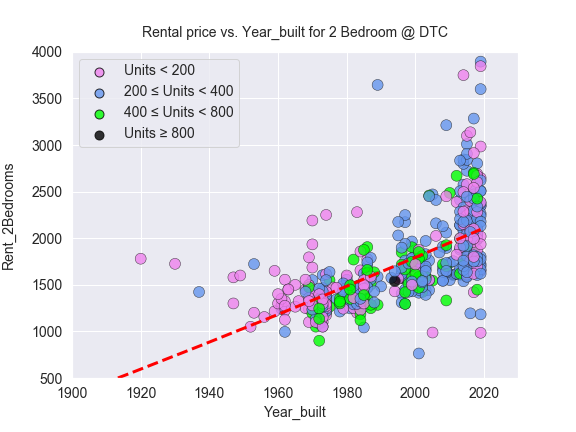 Rental price vs. Year_built for 2 Bedroom @ DTC
4000
3500
3000
2500
2000
1500
1000
500
Rent_2Bedrooms
Units < 200
200 ≤ Units < 400
400 ≤ Units < 800
Units ≥ 800
1900 1920 1940 1960 1980 2000 2020
Year_built